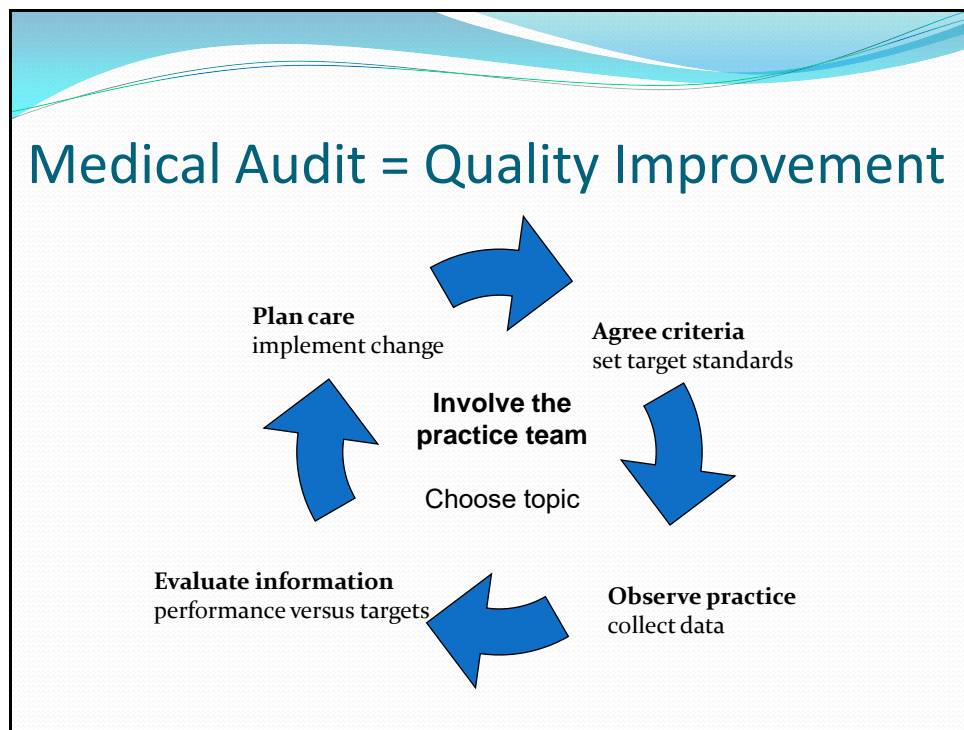 Medical Audit = Quality Improvement
Plan care
implement change
Agree criteria
set target standards
Involve the
practice team
Choose topic
Evaluate information
performance versus targets
Observe practice
collect data